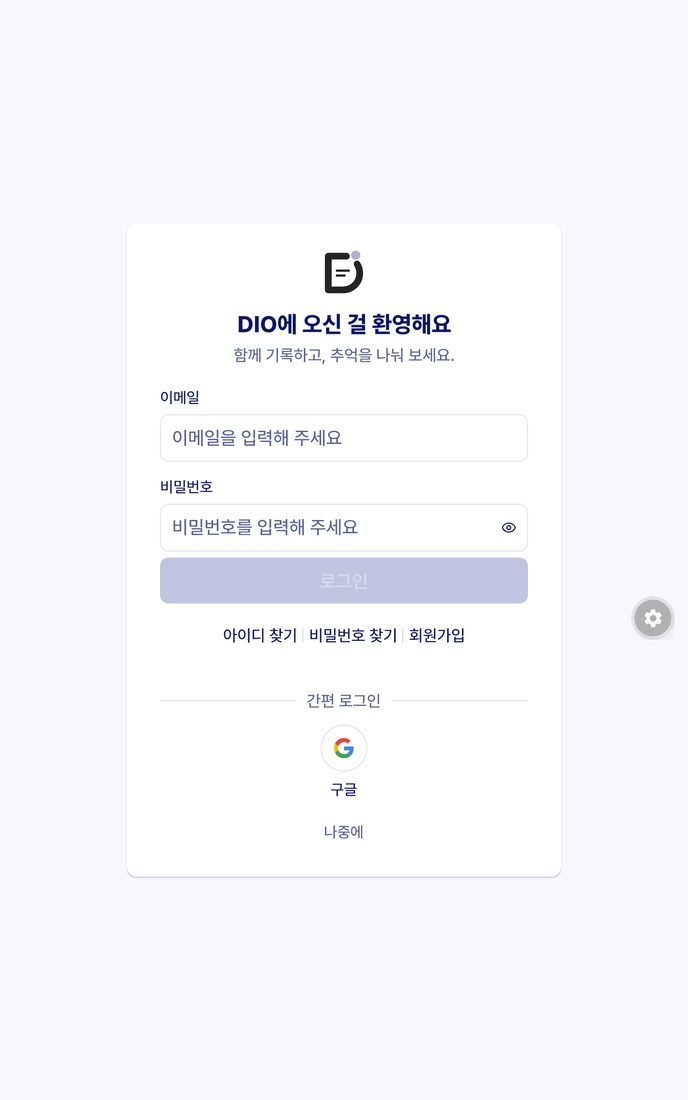 DIO에 오신 걸 환영해요
함께 기록하고, 추억을 나눠 보세요.
이메일
이메일을 입력해 주세요
비밀번호
비밀번호를 입력해 주세요
로그인
아이디 찾기 | 비밀번호 찾기 | 회원가입
간편 로그인
구글
나중에